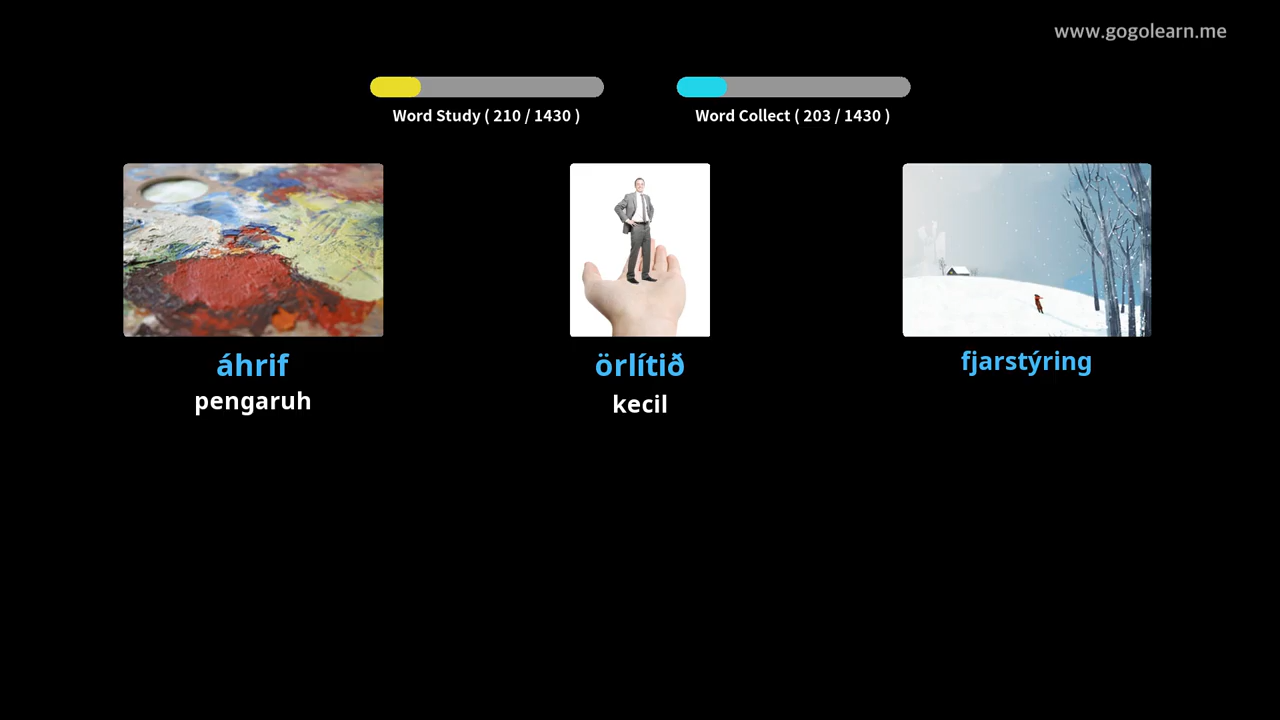 www.gogolearn.me
Word Study ( 210 / 1430 )
Word Collect ( 203 / 1430 )
áhrif
pengaruh
örlítið
kecil
fjarstýring